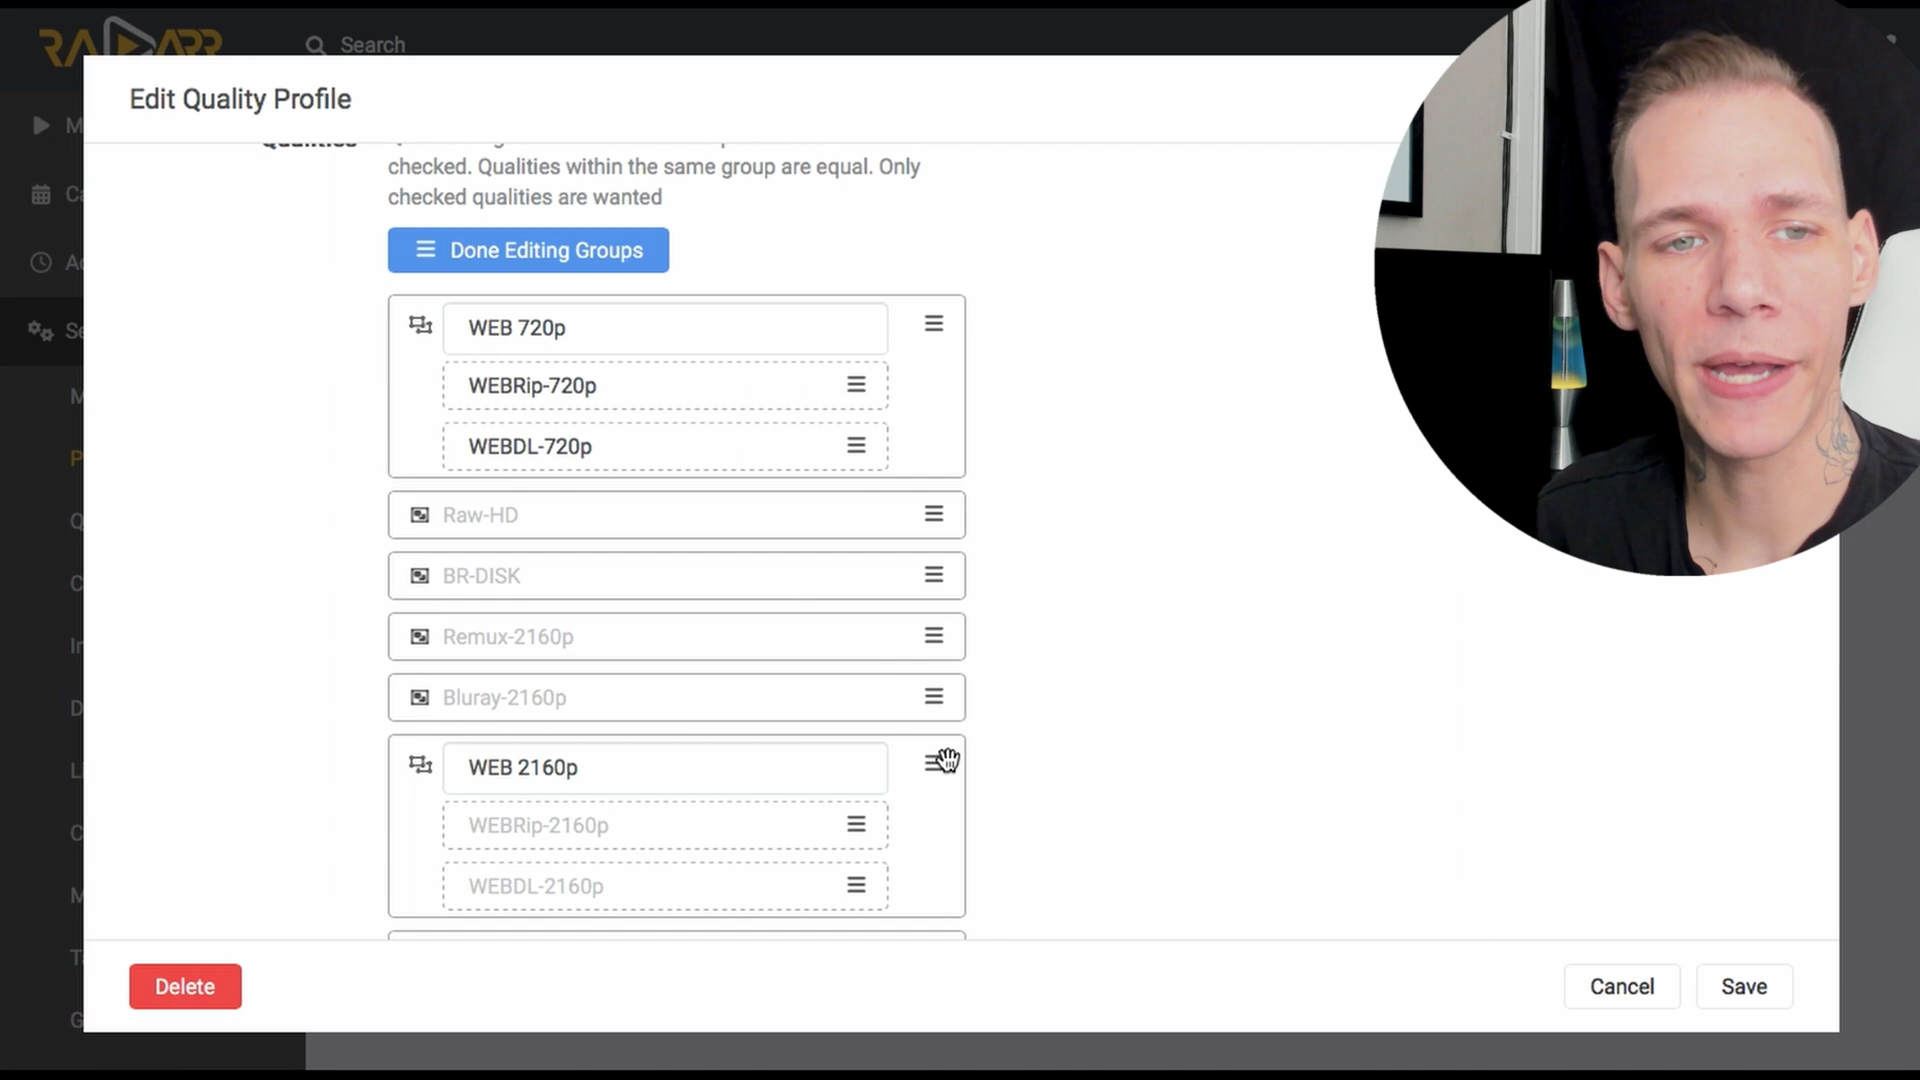 RADARR
Search
Edit Quality Profile
Qualities
checked. Qualities within the same group are equal. Only
checked qualities are wanted
Done Editing Groups
WEB 720p
WEBRip-720p
WEBDL-720p
Raw-HD
BR-DISK
Remux-2160p
Bluray-2160p
WEB 2160p
WEBRip-2160p
WEBDL-2160p
Delete
Cancel
Save